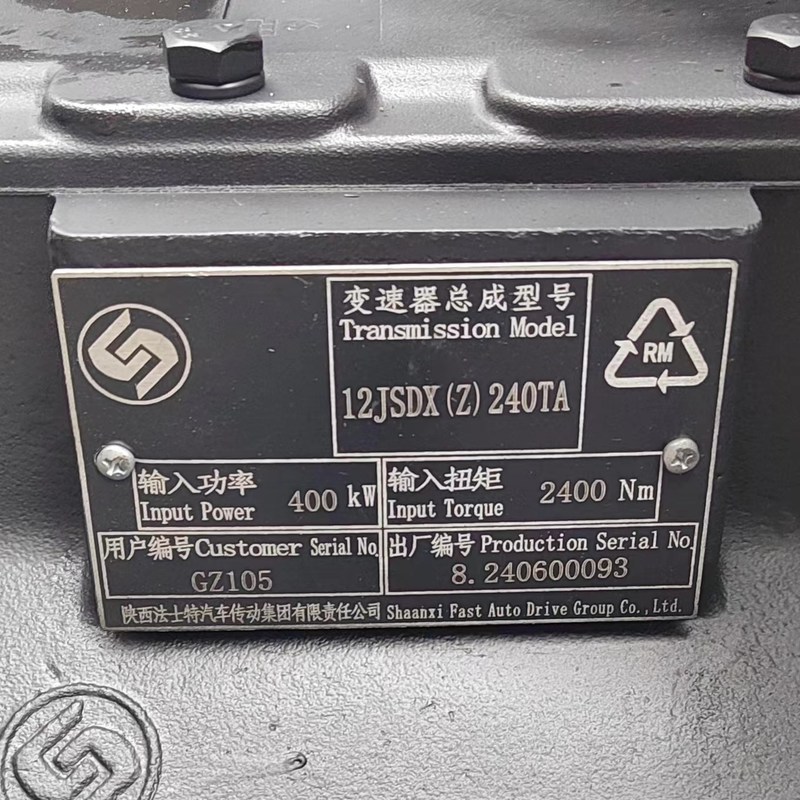 变速器总成型号
Transmission Model
12JSDX(Z)240TA
RM
输入功率
Input Power 400 kW
输入扭矩
Input Torque 2400 Nm
用户编号Customer Serial No.
GZ105
出厂编号 Production Serial No.
8.240600093
陕西法士特汽车传动集团有限责任公司 Shaanxi Fast Auto Drive Group Co.,Ltd.